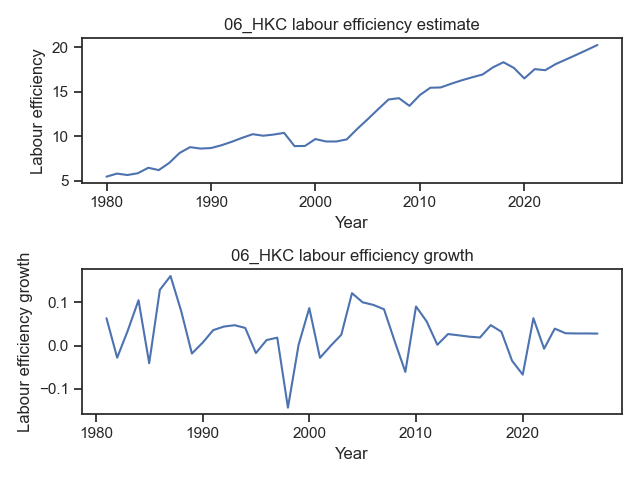 06_HKC labour efficiency estimate
Labour efficiency
20
15
10
5
1980
1990
2000
2010
2020
Year
06_HKC labour efficiency growth
Labour efficiency growth
0.1
0.0
−0.1
1980
1990
2000
2010
2020
Year